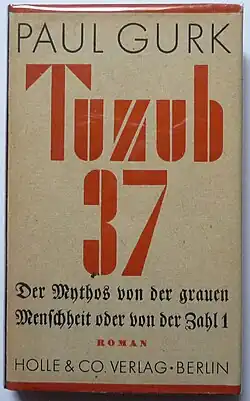 PAUL GURK
Tuzub
37
Der Mythos von der grauen
Menschheit oder von der Zahl 1
ROMAN
HOLLE & CO. VERLAG • BERLIN